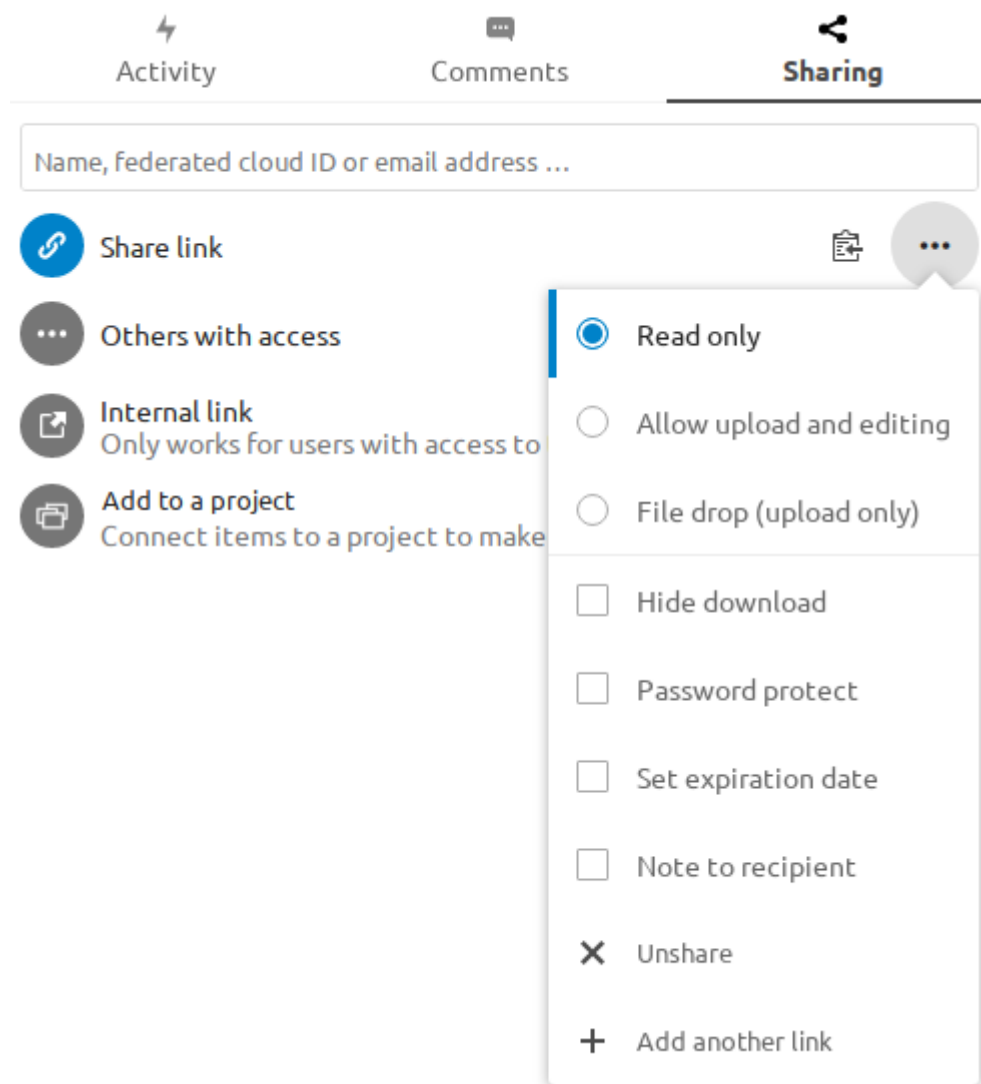 Activity
Comments
Sharing
Name, federated cloud ID or email address …
Share link
Others with access
Internal link
Only works for users with access to
Add to a project
Connect items to a project to make
Read only
Allow upload and editing
File drop (upload only)
Hide download
Password protect
Set expiration date
Note to recipient
Unshare
Add another link